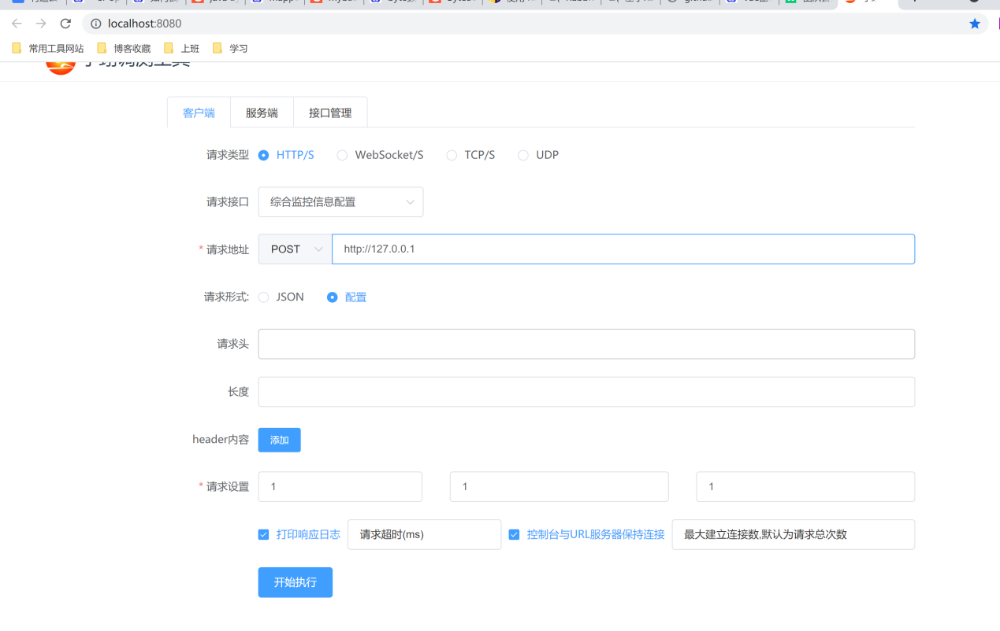 localhost:8080
常用工具网站 博客收藏 上班 学习
客户端 服务端 接口管理
请求类型 HTTP/S WebSocket/S TCP/S UDP
请求接口 综合监控信息配置
* 请求地址 POST http://127.0.0.1
请求形式: JSON 配置
请求头
长度
header内容 添加
* 请求设置 1 1 1
打印响应日志 请求超时(ms) 控制台与URL服务器保持连接 最大建立连接数,默认为请求总次数
开始执行